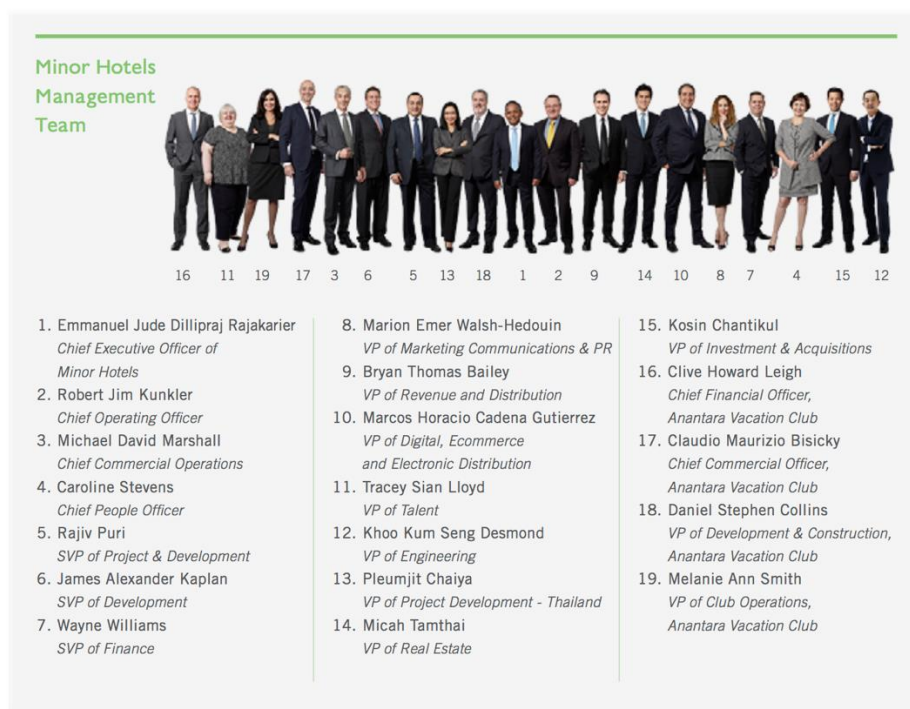 Minor Hotels
Management
Team
16 11 19 17 3 6 5 13 18 1 2 9 14 10 8 7 4 15 12
1. Emmanuel Jude Dillipraj Rajakarier
Chief Executive Officer of
Minor Hotels
2. Robert Jim Kunkler
Chief Operating Officer
3. Michael David Marshall
Chief Commercial Operations
4. Caroline Stevens
Chief People Officer
5. Rajiv Puri
SVP of Project & Development
6. James Alexander Kaplan
SVP of Development
7. Wayne Williams
SVP of Finance
8. Marion Emer Walsh-Hedouin
VP of Marketing Communications & PR
9. Bryan Thomas Bailey
VP of Revenue and Distribution
10. Marcos Horacio Cadena Gutierrez
VP of Digital, Ecommerce
and Electronic Distribution
11. Tracey Sian Lloyd
VP of Talent
12. Khoo Kum Seng Desmond
VP of Engineering
13. Pleumjit Chaiya
VP of Project Development - Thailand
14. Micah Tamthai
VP of Real Estate
15. Kosin Chantikul
VP of Investment & Acquisitions
16. Clive Howard Leigh
Chief Financial Officer,
Anantara Vacation Club
17. Claudio Maurizio Bisicky
Chief Commercial Officer,
Anantara Vacation Club
18. Daniel Stephen Collins
VP of Development & Construction,
Anantara Vacation Club
19. Melanie Ann Smith
VP of Club Operations,
Anantara Vacation Club